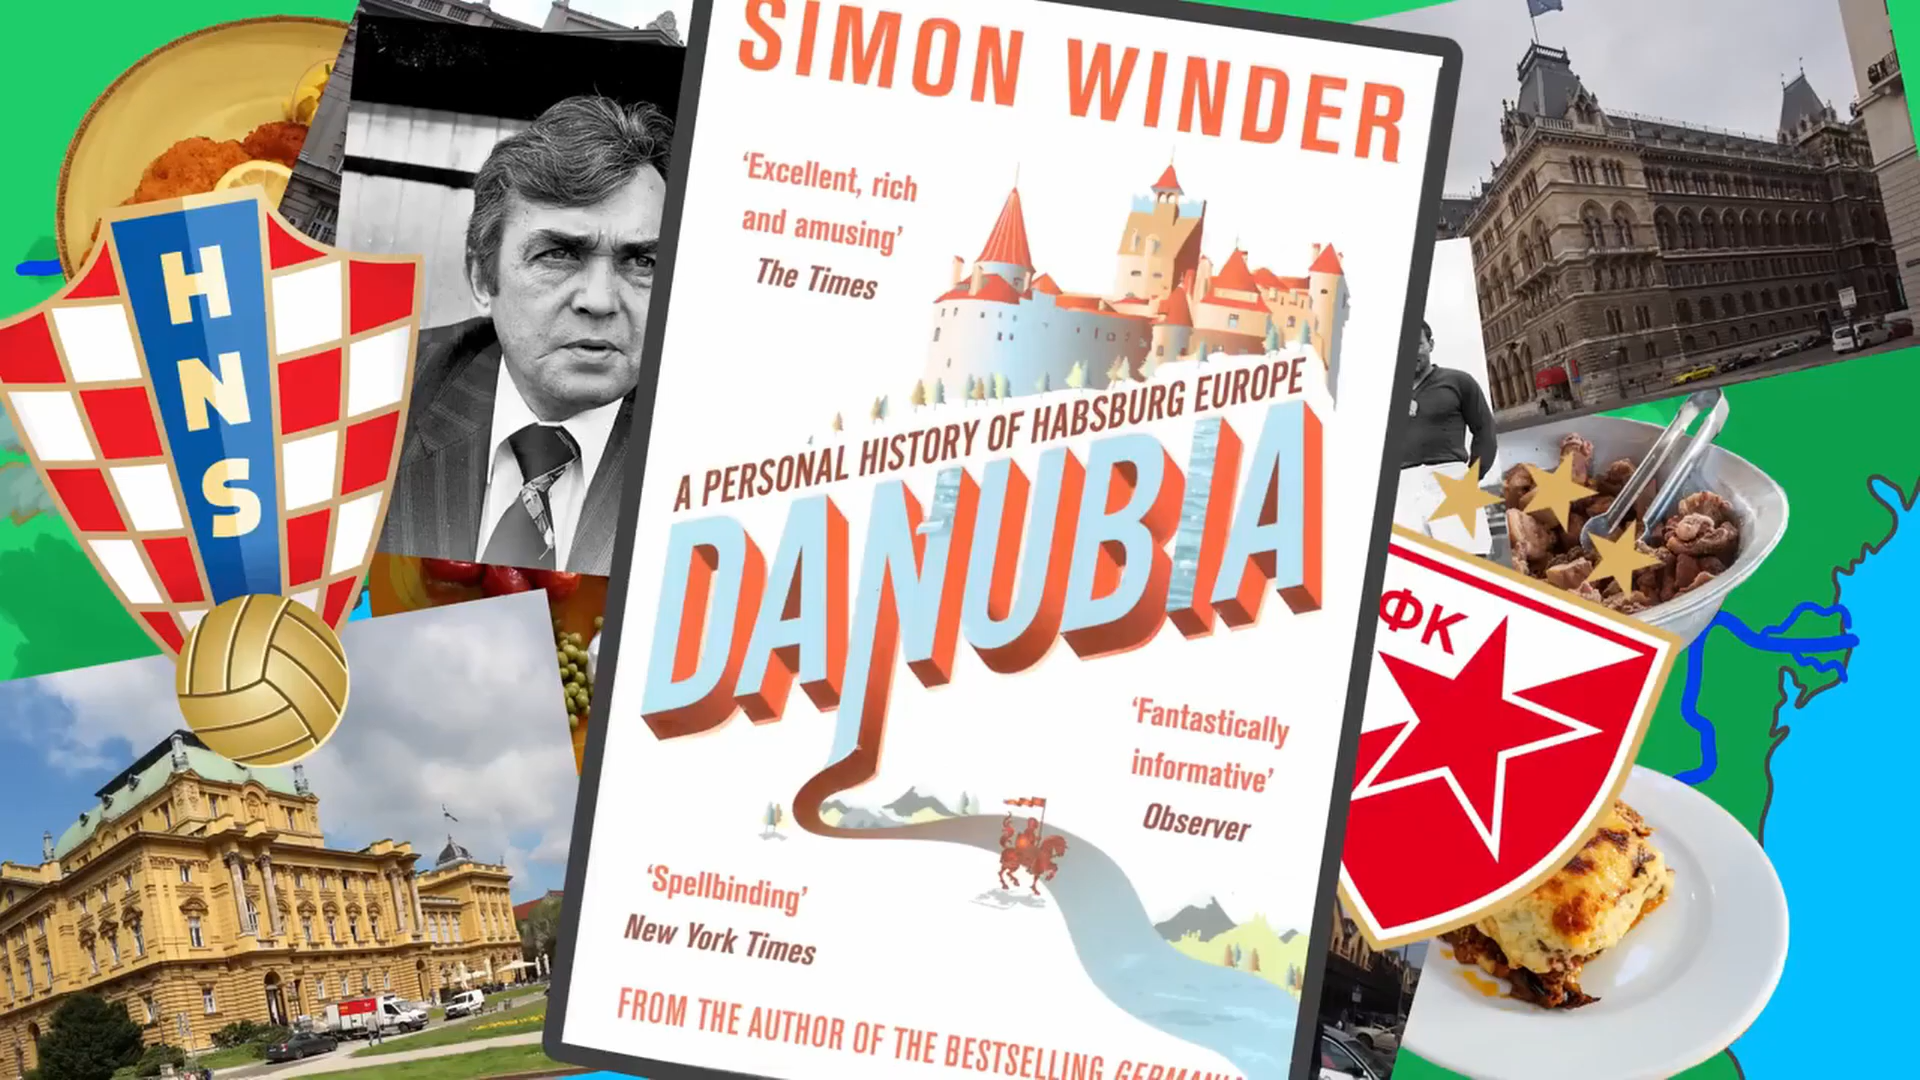 SIMON WINDER
‘Excellent, rich
and amusing’
The Times
A PERSONAL HISTORY OF HABSBURG EUROPE
DANUBIA
‘Fantastically
informative’
Observer
‘Spellbinding’
New York Times
FROM THE AUTHOR OF THE BESTSELLING GERMANIA
H
N
S
ФК